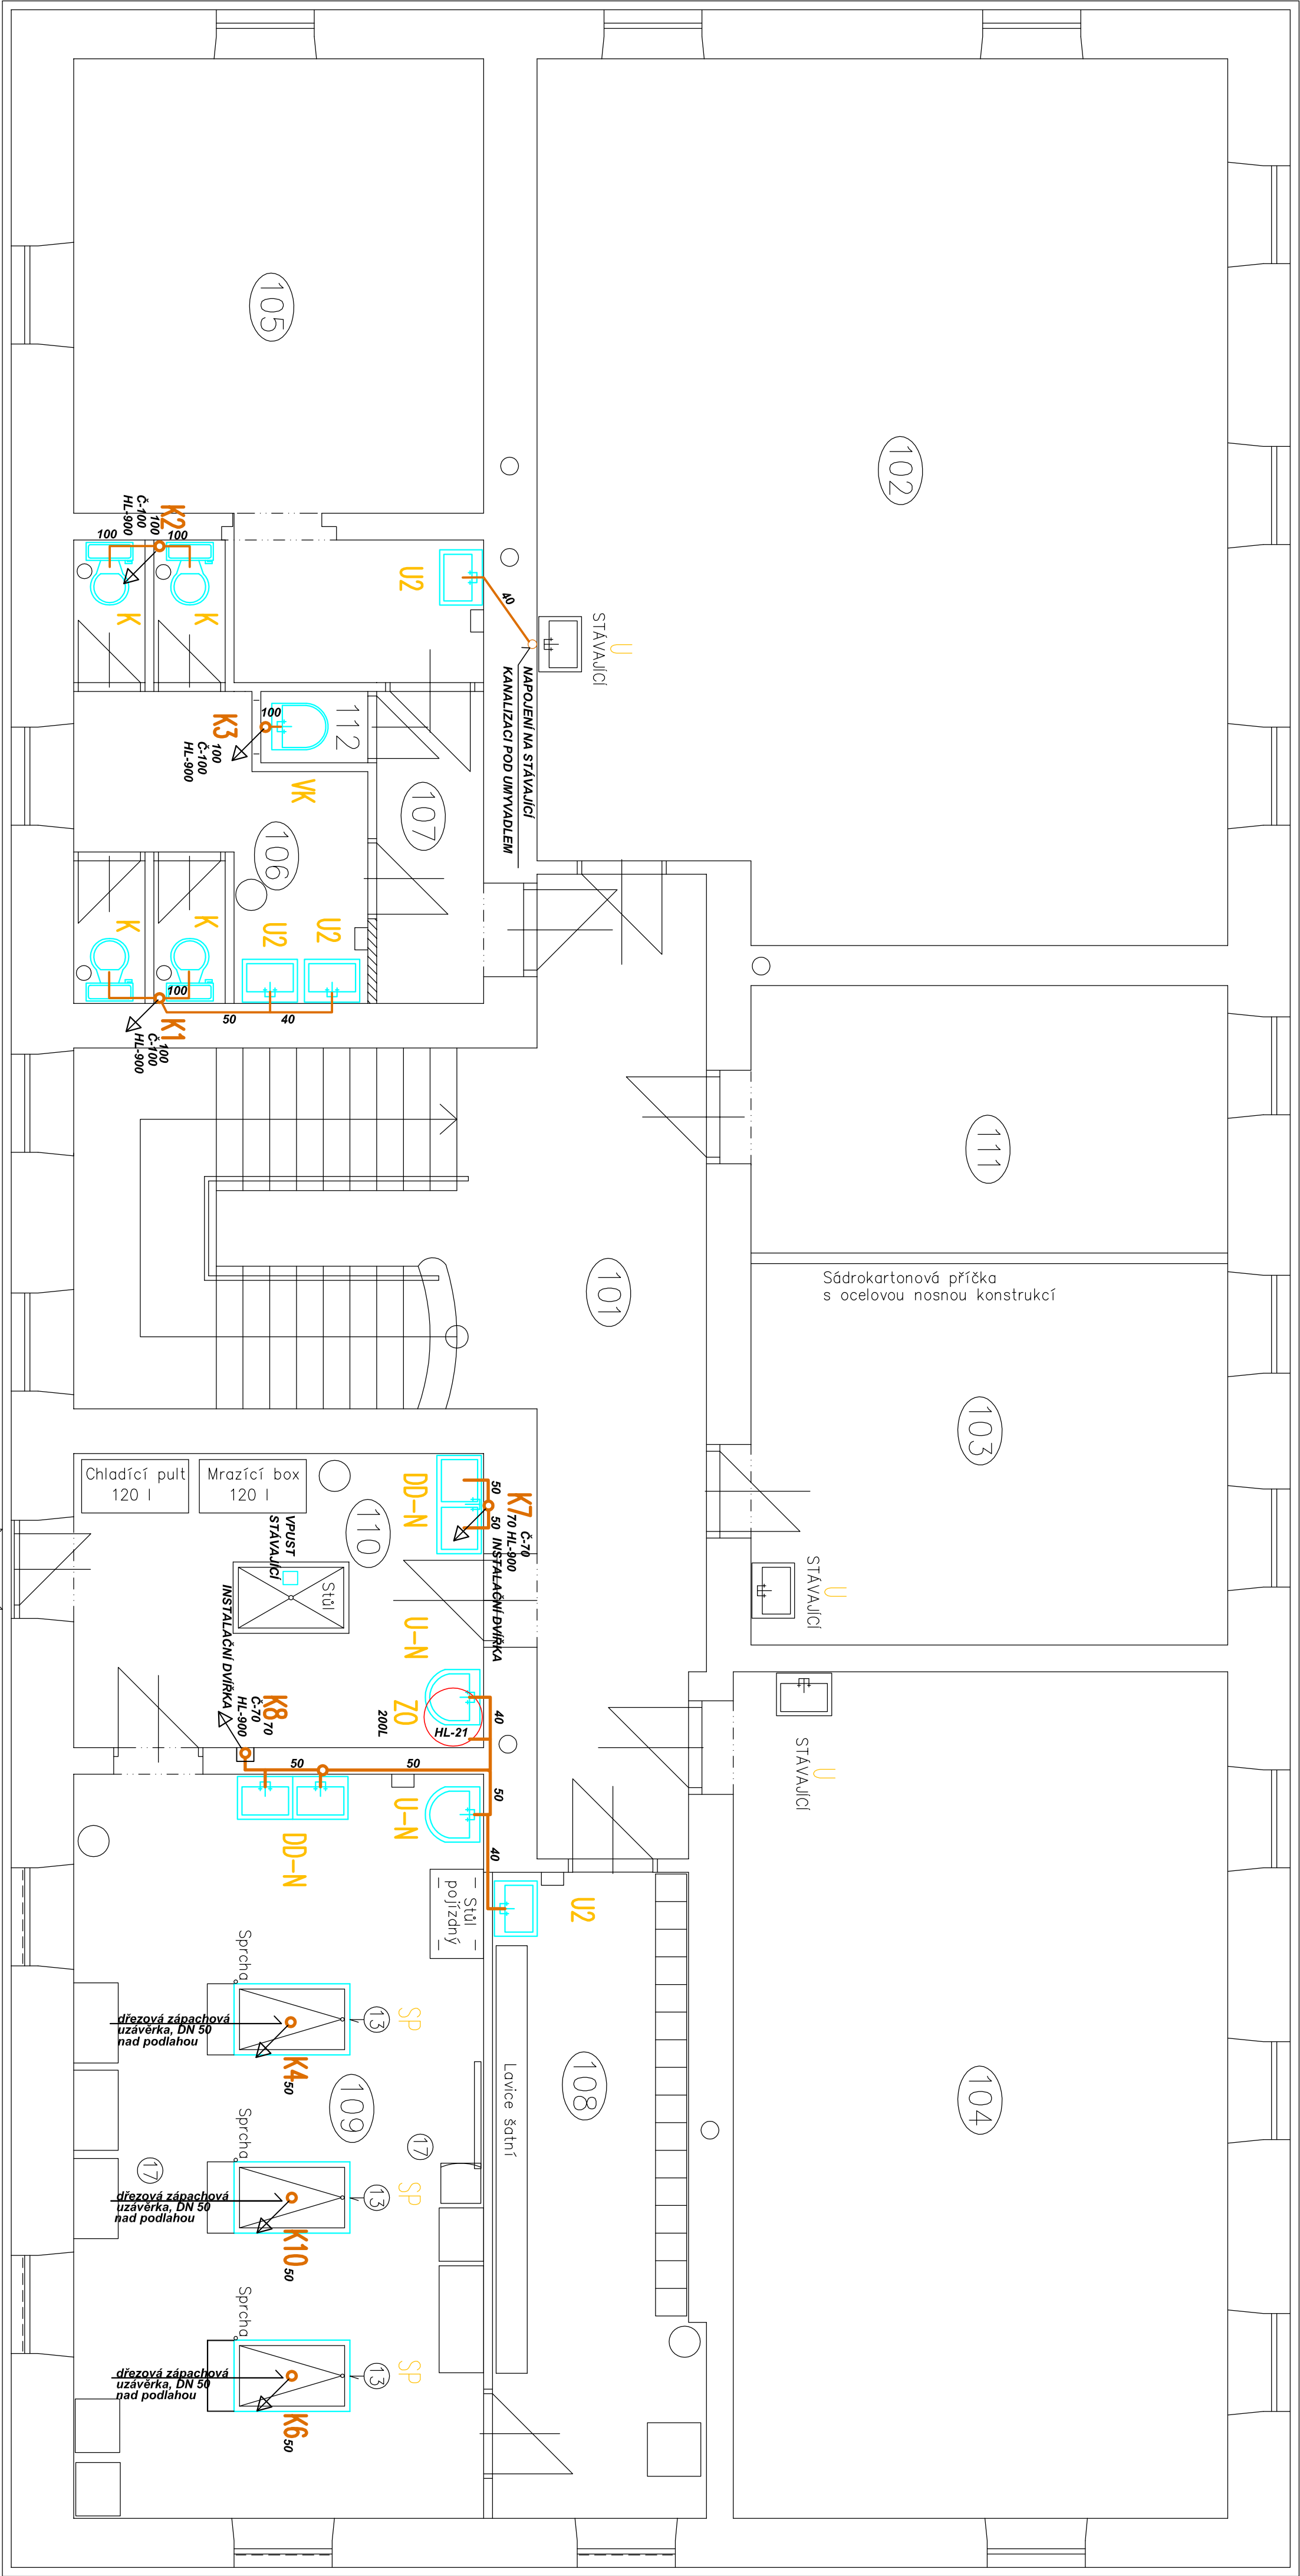 105
102
K2
100
Č-100
HL-900
100
100
K
K
U2
40
U
STÁVAJÍCÍ
NAPOJENÍ NA STÁVAJÍCÍ
KANALIZACI POD UMYVADLEM
112
100
K3
100
Č-100
HL-900
VK
107
106
K
K
U2
U2
100
50
40
K1
100
Č-100
HL-900
111
101
Sádrokartonová příčka
s ocelovou nosnou konstrukcí
103
Chladící pult
120 l
Mrazící box
120 l
110
VPUST
STÁVAJÍCÍ
Stůl
DD-N
K7
50
70
50
Č-70
HL-900
INSTALAČNÍ DVÍŘKA
U
STÁVAJÍCÍ
U-N
ZO
200L
HL-21
40
INSTALAČNÍ DVÍŘKA
K8
70
Č-70
HL-900
50
50
50
40
U
STÁVAJÍCÍ
U-N
DD-N
Stůl
pojízdný
U2
Sprcha
13
SP
dřezová zápachová
uzávěrka, DN 50
nad podlahou
K4
50
109
108
104
Lavice šatní
17
17
Sprcha
13
SP
dřezová zápachová
uzávěrka, DN 50
nad podlahou
K10
50
Sprcha
13
SP
dřezová zápachová
uzávěrka, DN 50
nad podlahou
K6
50